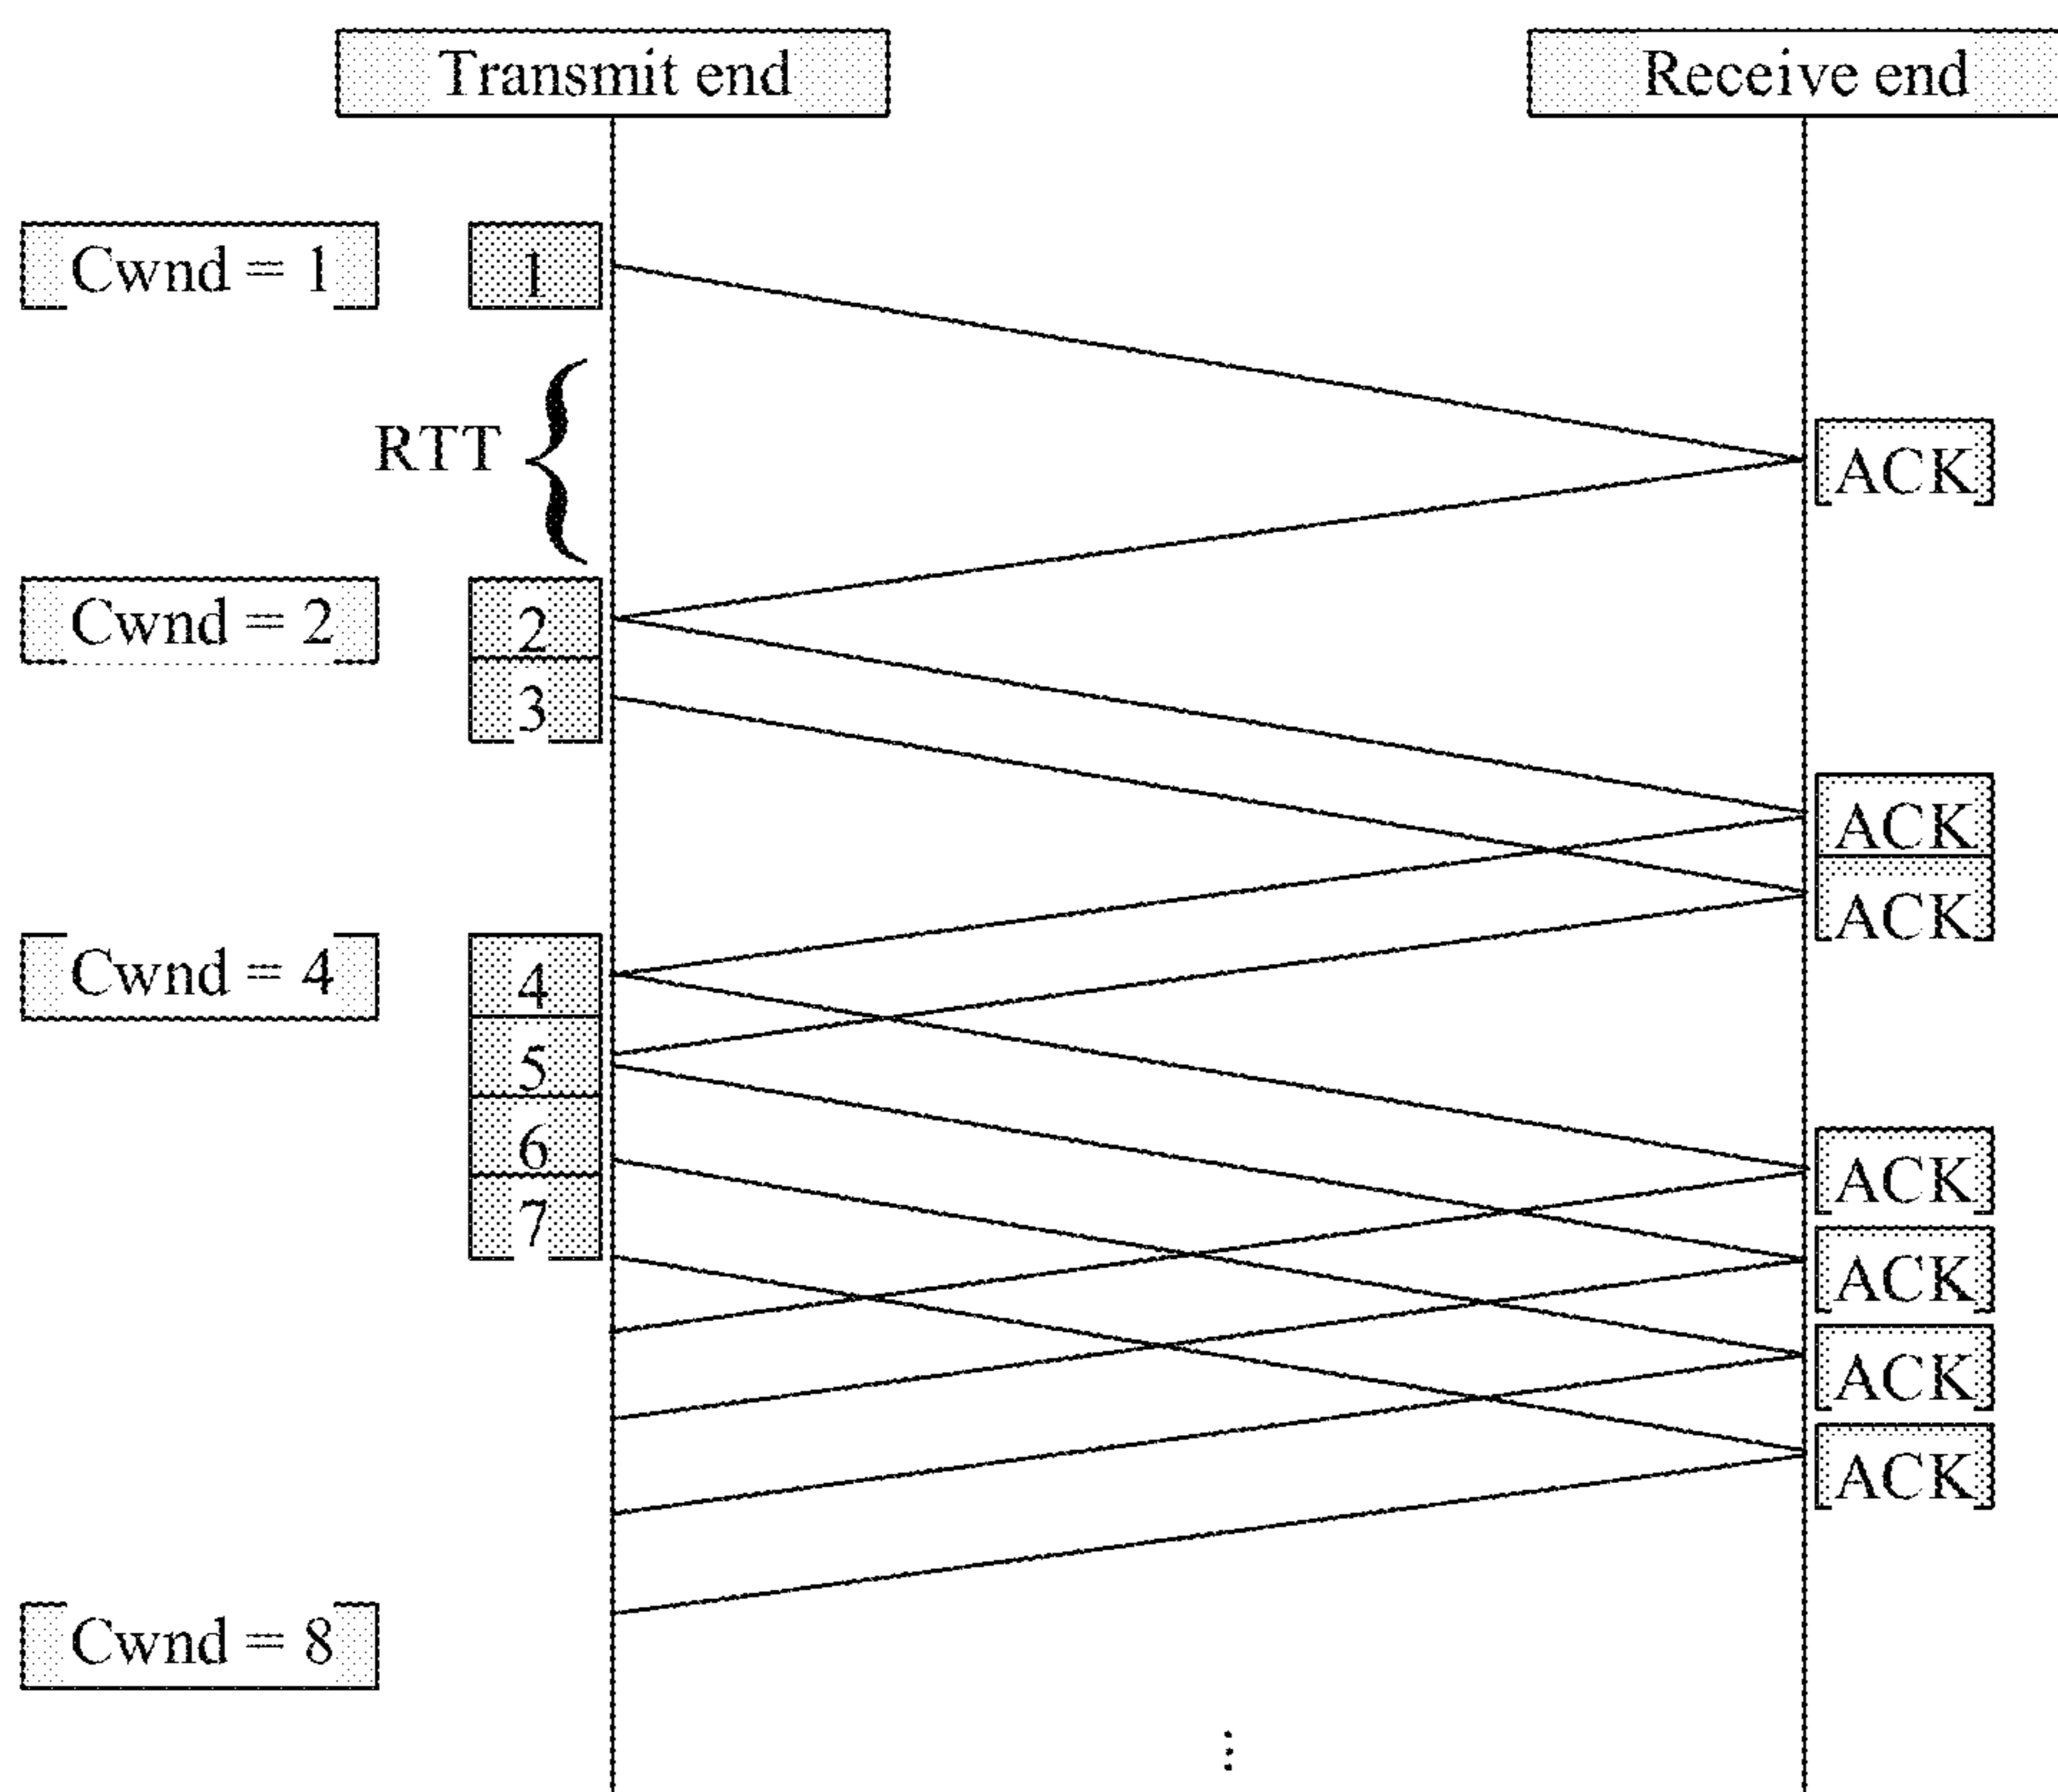 Transmit end
Receive end
Cwnd = 1
1
RTT
ACK
Cwnd = 2
2
3
ACK
ACK
Cwnd = 4
4
5
6
7
ACK
ACK
ACK
ACK
Cwnd = 8
⋮